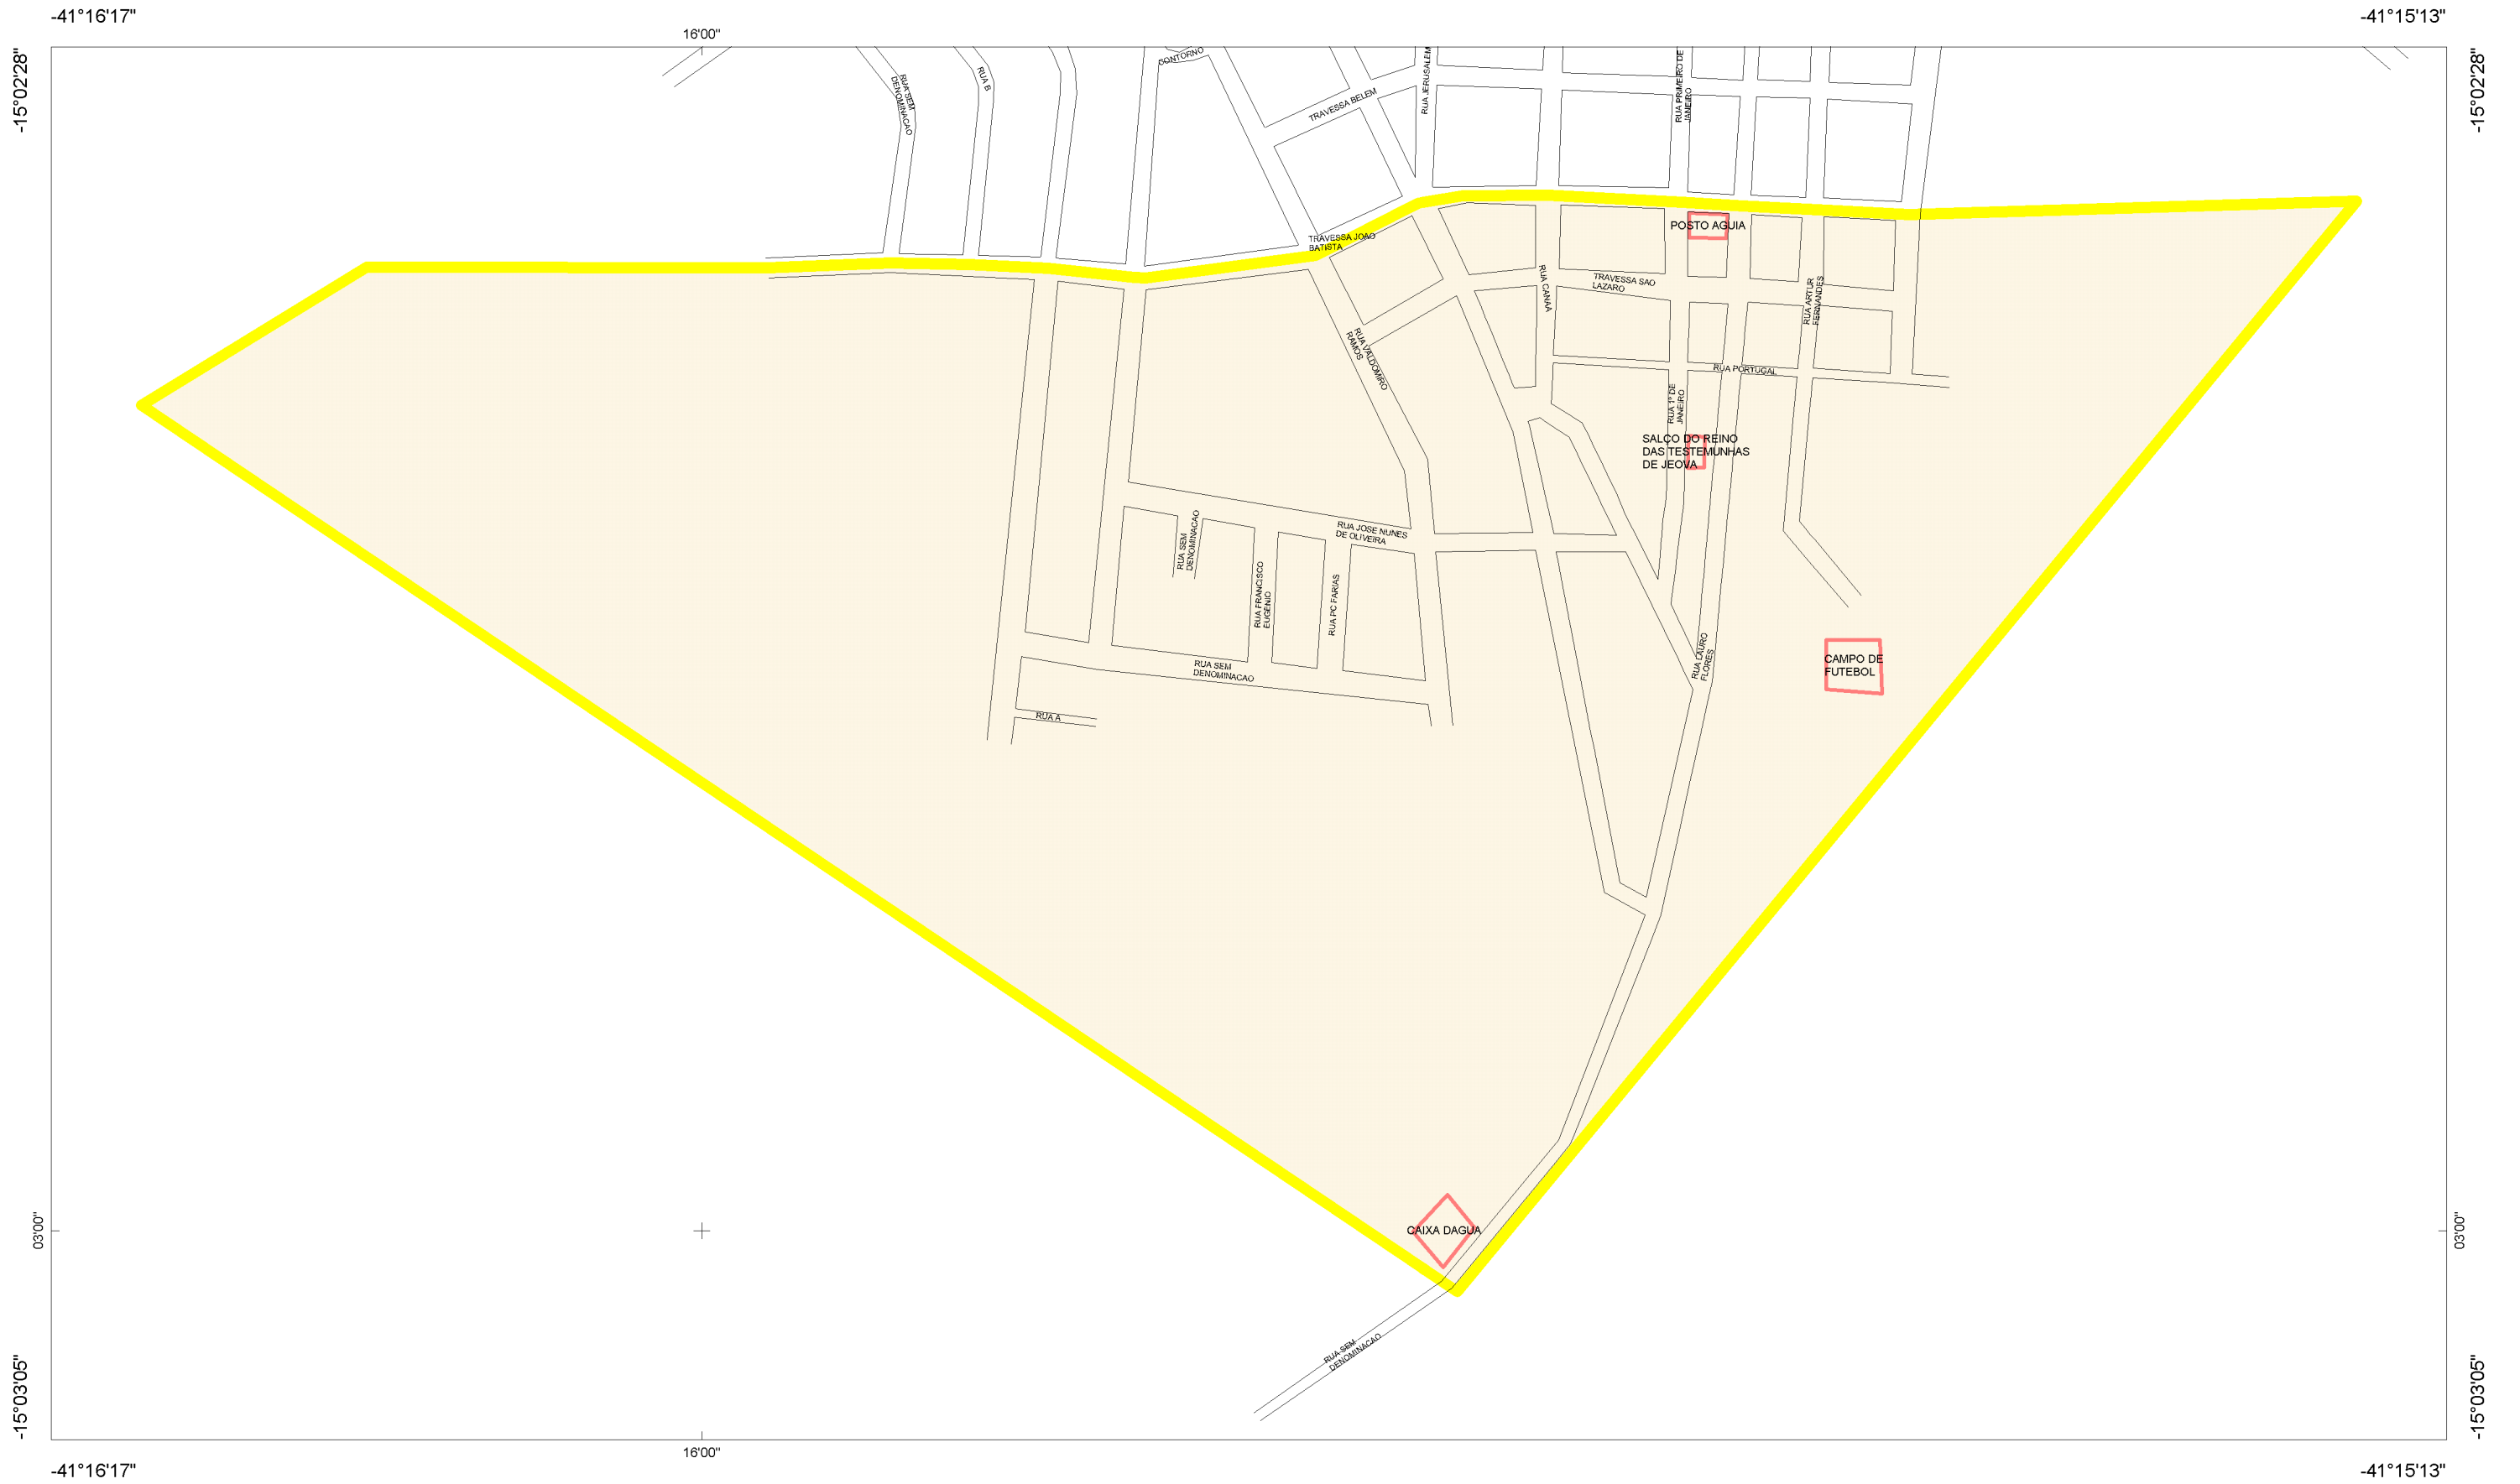 -41°16'17"
-41°15'13"
16'00"
-15°02'28"
-15°02'28"
CONTORNO
RUA B
RUA SEM
DENOMINACAO
TRAVESSA BELEM
RUA JERUSALEM
RUA PRIMEIRO DE
JANEIRO
POSTO AGUIA
TRAVESSA JOAO
BATISTA
RUA CANAA
TRAVESSA SAO
LAZARO
RUA ARTUR
FERNANDES
RUA VALDOMIRO
RAMOS
RUA PORTUGAL
RUA 1° DE
JANEIRO
SALCO DO REINO
DAS TESTEMUNHAS
DE JEOVA
RUA JOSE NUNES
DE OLIVEIRA
RUA SEM
DENOMINACAO
RUA FRANCISCO
EUGENIO
RUA PC FARIAS
RUA LAURO
FLORES
CAMPO DE
FUTEBOL
RUA SEM
DENOMINACAO
RUA A
CAIXA DAGUA
03'00"
03'00"
RUA SEM
DENOMINACAO
-15°03'05"
-15°03'05"
16'00"
-41°16'17"
-41°15'13"